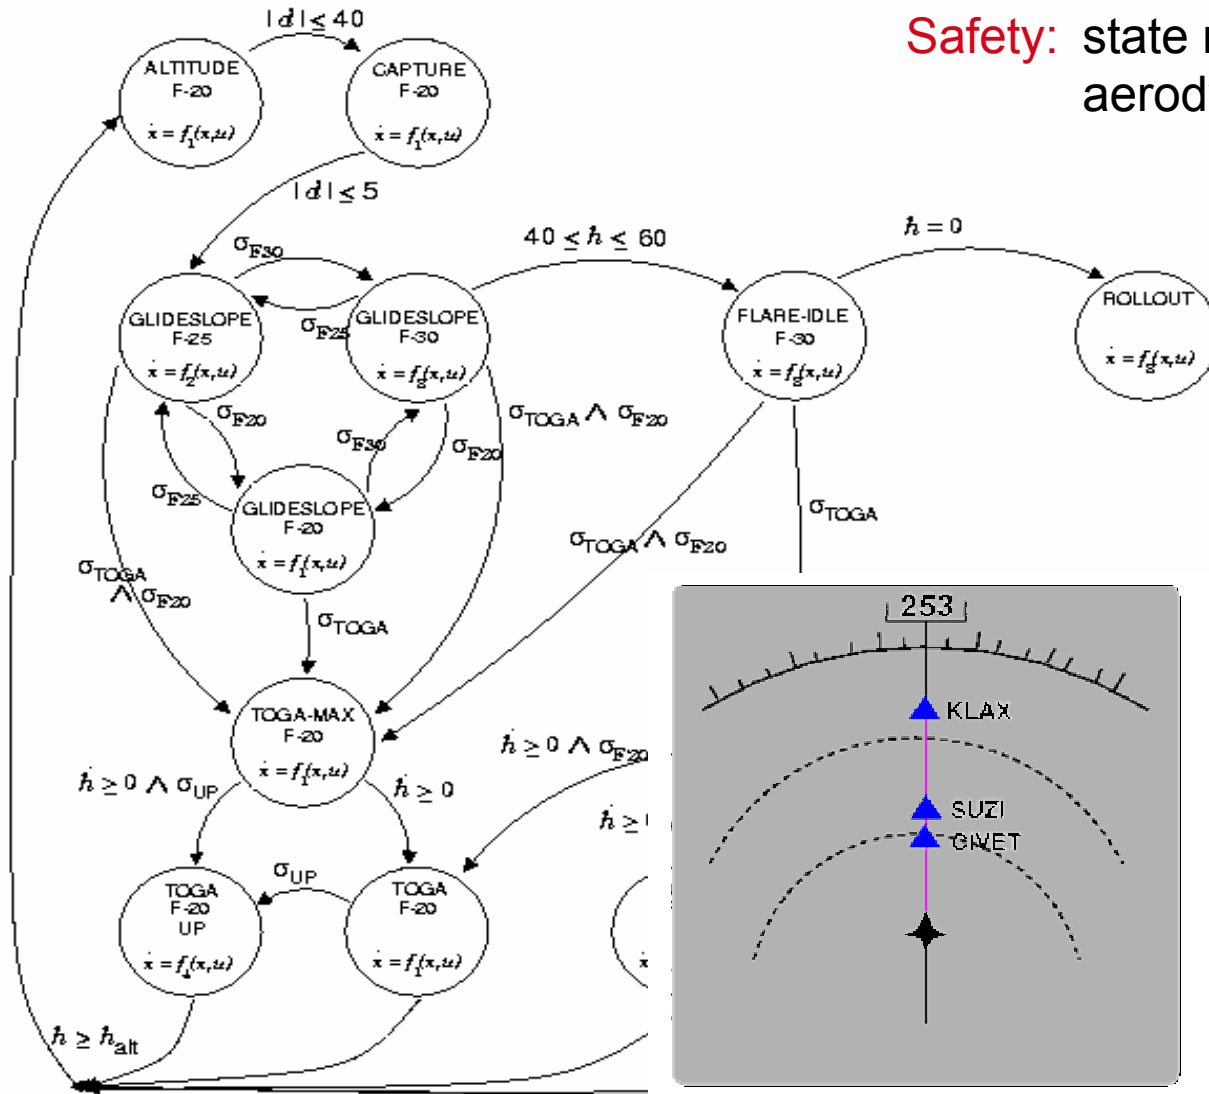 |d| ≤ 40
Safety: state
aerod
ALTITUDE
F-20
ẋ = f₁(x,u)
CAPTURE
F-20
ẋ = f₁(x,u)
|d| ≤ 5
σF30
40 ≤ h ≤ 60
h = 0
GLIDESLOPE
F-25
ẋ = f₂(x,u)
σF25
GLIDESLOPE
F-30
ẋ = f₃(x,u)
FLARE-IDLE
F-30
ẋ = f₃(x,u)
ROLLOUT
ẋ = f₃(x,u)
σF20
σF30
σF20
σTOGA ∧ σF20
σF25
GLIDESLOPE
F-20
ẋ = f₁(x,u)
σTOGA
σTOGA ∧ σF20
σTOGA
∧ σF20
σTOGA
TOGA-MAX
F-20
ẋ = f₁(x,u)
ḣ ≥ 0 ∧ σF20
ḣ ≥ 0 ∧ σUP
ḣ ≥ 0
ḣ ≥
σUP
TOGA
F-20
UP
ẋ = f₄(x,u)
TOGA
F-20
ẋ = f₁(x,u)
ẋ
h ≥ halt
253
KLAX
SUZI
GIVET